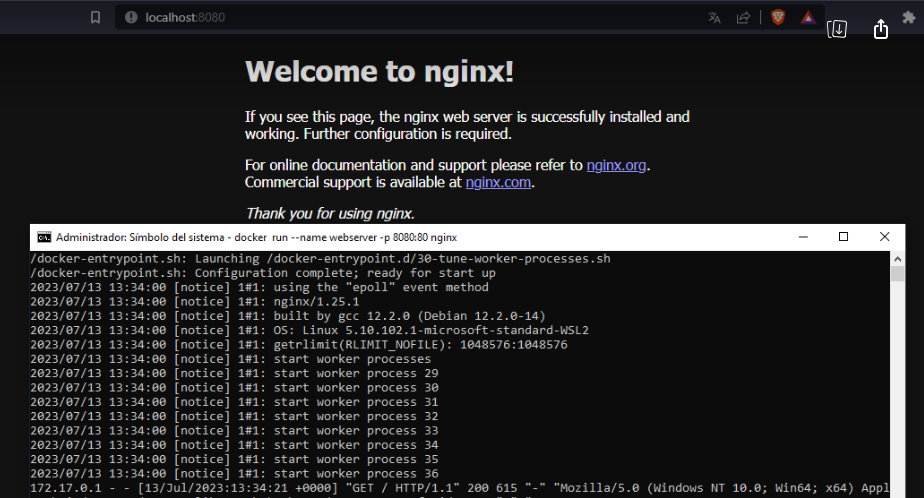 localhost:8080
Welcome to nginx!
If you see this page, the nginx web server is successfully installed and
working. Further configuration is required.
For online documentation and support please refer to nginx.org.
Commercial support is available at nginx.com.
Thank you for using nginx.
Administrador: Símbolo del sistema - docker run --name webserver -p 8080:80 nginx
/docker-entrypoint.sh: Launching /docker-entrypoint.d/30-tune-worker-processes.sh
/docker-entrypoint.sh: Configuration complete; ready for start up
2023/07/13 13:34:00 [notice] 1#1: using the "epoll" event method
2023/07/13 13:34:00 [notice] 1#1: nginx/1.25.1
2023/07/13 13:34:00 [notice] 1#1: built by gcc 12.2.0 (Debian 12.2.0-14)
2023/07/13 13:34:00 [notice] 1#1: OS: Linux 5.10.102.1-microsoft-standard-WSL2
2023/07/13 13:34:00 [notice] 1#1: getrlimit(RLIMIT_NOFILE): 1048576:1048576
2023/07/13 13:34:00 [notice] 1#1: start worker processes
2023/07/13 13:34:00 [notice] 1#1: start worker process 29
2023/07/13 13:34:00 [notice] 1#1: start worker process 30
2023/07/13 13:34:00 [notice] 1#1: start worker process 31
2023/07/13 13:34:00 [notice] 1#1: start worker process 32
2023/07/13 13:34:00 [notice] 1#1: start worker process 33
2023/07/13 13:34:00 [notice] 1#1: start worker process 34
2023/07/13 13:34:00 [notice] 1#1: start worker process 35
2023/07/13 13:34:00 [notice] 1#1: start worker process 36
172.17.0.1 - - [13/Jul/2023:13:34:21 +0000] "GET / HTTP/1.1" 200 615 "-" "Mozilla/5.0 (Windows NT 10.0; Win64; x64) Appl